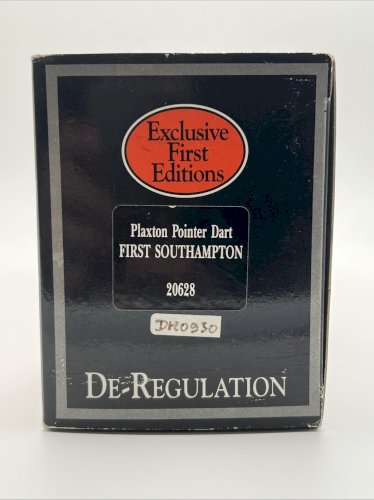 Exclusive
First
Editions
Plaxton Pointer Dart
FIRST SOUTHAMPTON
20628
DH0930
DE-REGULATION